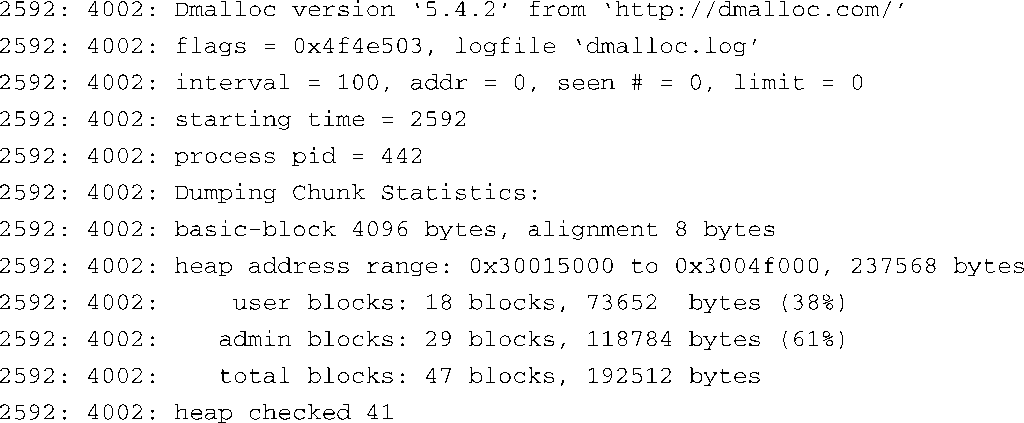 2592: 4002: Dmalloc version ‘5.4.2’ from ‘http://dmalloc.com/’
2592: 4002: flags = 0x4f4e503, logfile ‘dmalloc.log’
2592: 4002: interval = 100, addr = 0, seen # = 0, limit = 0
2592: 4002: starting time = 2592
2592: 4002: process pid = 442
2592: 4002: Dumping Chunk Statistics:
2592: 4002: basic-block 4096 bytes, alignment 8 bytes
2592: 4002: heap address range: 0x30015000 to 0x3004f000, 237568 bytes
2592: 4002:     user blocks: 18 blocks, 73652  bytes (38%)
2592: 4002:    admin blocks: 29 blocks, 118784 bytes (61%)
2592: 4002:    total blocks: 47 blocks, 192512 bytes
2592: 4002: heap checked 41